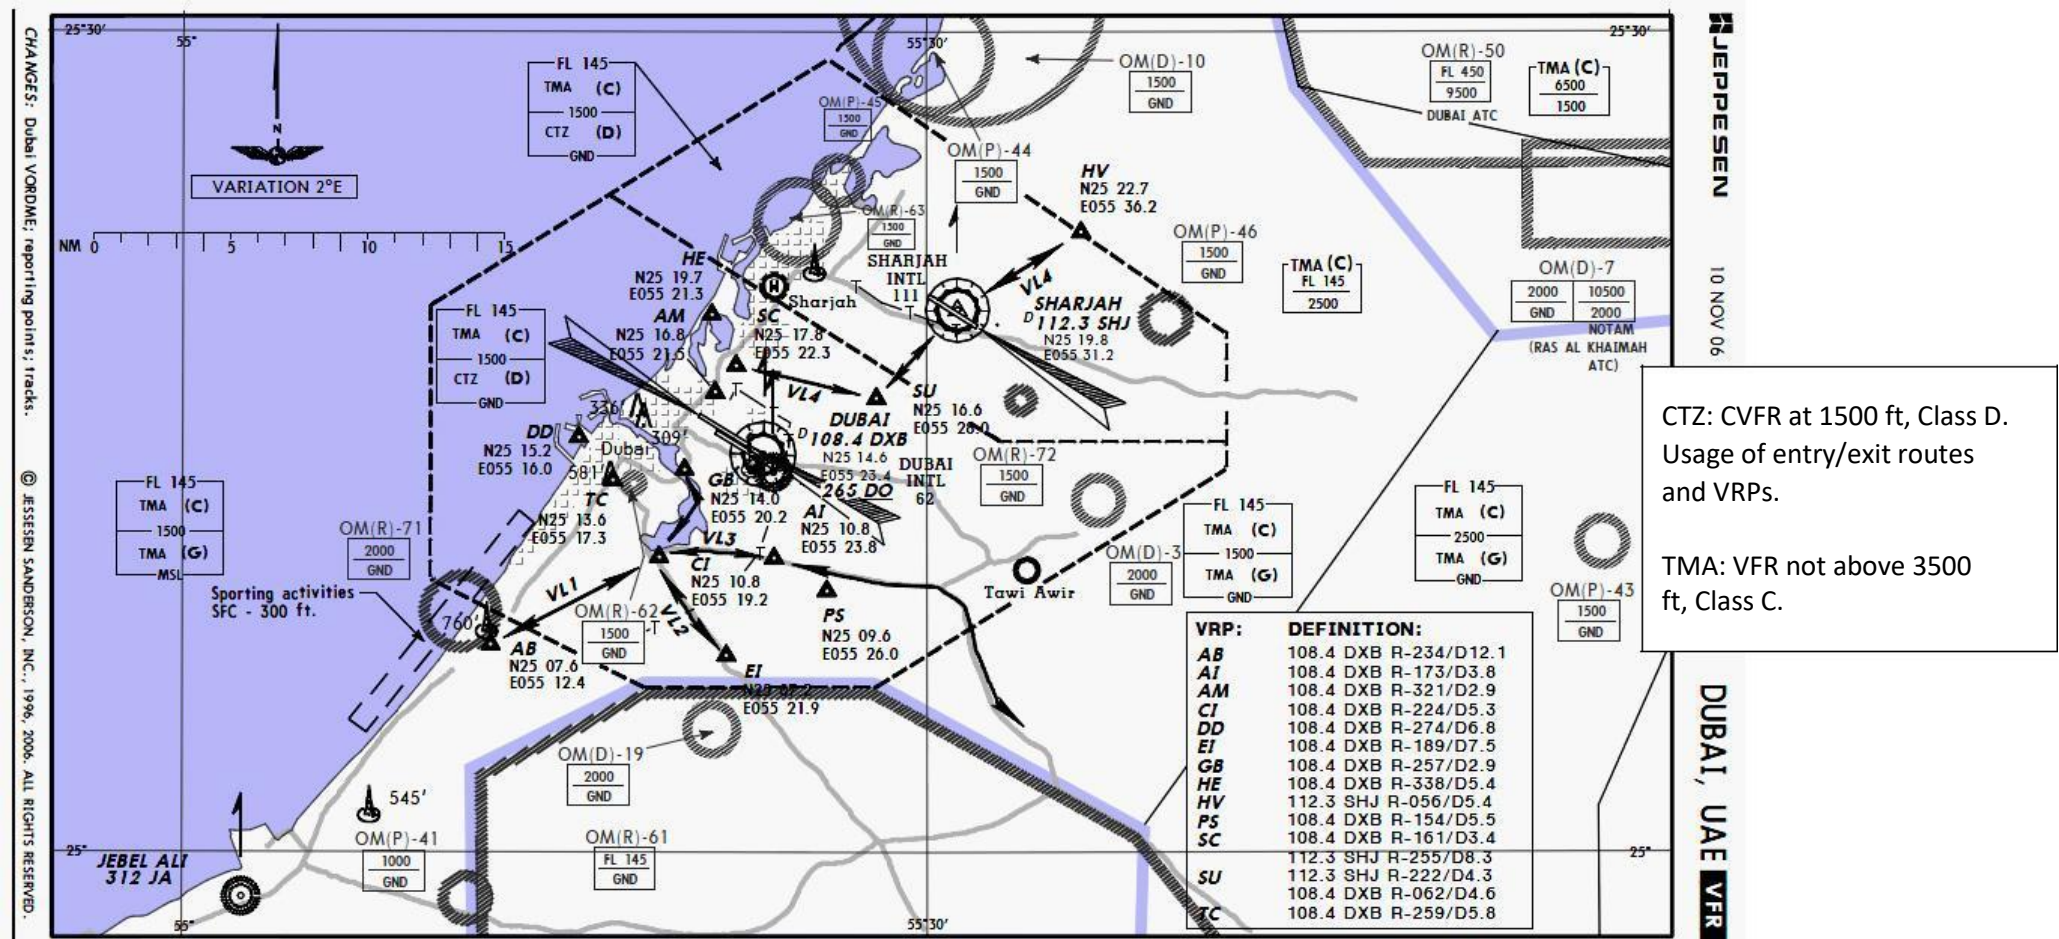 CHANGES: Dubai VORDME; reporting points; tracks.
© JESSESEN SANDERSON, INC., 1996, 2006. ALL RIGHTS RESERVED.
JEPPESEN
10 NOV 06
DUBAI, UAE
VFR
25°30'
55°
55°30'
25°30'
N
VARIATION 2°E
NM 0 5 10 15
FL 145
TMA (C)
1500
CTZ (D)
GND
OM(P)-45
1500
GND
OM(D)-10
1500
GND
OM(R)-50
FL 450
9500
TMA (C)
6500
1500
DUBAI ATC
OM(P)-44
1500
GND
HV
N25 22.7
E055 36.2
OM(R)-63
1500
GND
OM(P)-46
1500
GND
TMA (C)
FL 145
2500
OM(D)-7
2000
GND
10500
2000
NOTAM
(RAS AL KHAIMAH
ATC)
HE
N25 19.7
E055 21.3
SHARJAH
INTL
111
Sharjah
VL4
SHARJAH
D 112.3 SHJ
N25 19.8
E055 31.2
FL 145
TMA (C)
1500
CTZ (D)
GND
AM
N25 16.8
E055 21.5
SC
N25 17.8
E055 22.3
VL4
SU
N25 16.6
E055 28.0
DUBAI
D 108.4 DXB
N25 14.6
E055 23.4
265 DO
DUBAI
INTL
62
336'
309'
DD
N25 15.2
E055 16.0
Dubai
581'
TC
N25 13.6
E055 17.3
GB
N25 14.0
E055 20.2
AI
N25 10.8
E055 23.8
OM(R)-72
1500
GND
FL 145
TMA (C)
1500
TMA (G)
MSL
OM(R)-71
2000
GND
Sporting activities
SFC - 300 ft.
760'
VL1
VL3
CI
N25 10.8
E055 19.2
VL2
OM(R)-62
1500
GND
AB
N25 07.6
E055 12.4
PS
N25 09.6
E055 26.0
EI
N25 07.2
E055 21.9
Tawi Awir
OM(D)-3
2000
GND
FL 145
TMA (C)
1500
TMA (G)
GND
FL 145
TMA (C)
2500
TMA (G)
GND
OM(P)-43
1500
GND
OM(D)-19
2000
GND
545'
OM(P)-41
1000
GND
OM(R)-61
FL 145
GND
JEBEL ALI
312 JA
25°
25°
55°
55°30'
VRP: DEFINITION:
AB 108.4 DXB R-234/D12.1
AI 108.4 DXB R-173/D3.8
AM 108.4 DXB R-321/D2.9
CI 108.4 DXB R-224/D5.3
DD 108.4 DXB R-274/D6.8
EI 108.4 DXB R-189/D7.5
GB 108.4 DXB R-257/D2.9
HE 108.4 DXB R-338/D5.4
HV 112.3 SHJ R-056/D5.4
PS 108.4 DXB R-154/D5.5
SC 108.4 DXB R-161/D3.4
112.3 SHJ R-255/D8.3
SU 112.3 SHJ R-222/D4.3
108.4 DXB R-062/D4.6
TC 108.4 DXB R-259/D5.8
CTZ: CVFR at 1500 ft, Class D.
Usage of entry/exit routes
and VRPs.
TMA: VFR not above 3500
ft, Class C.